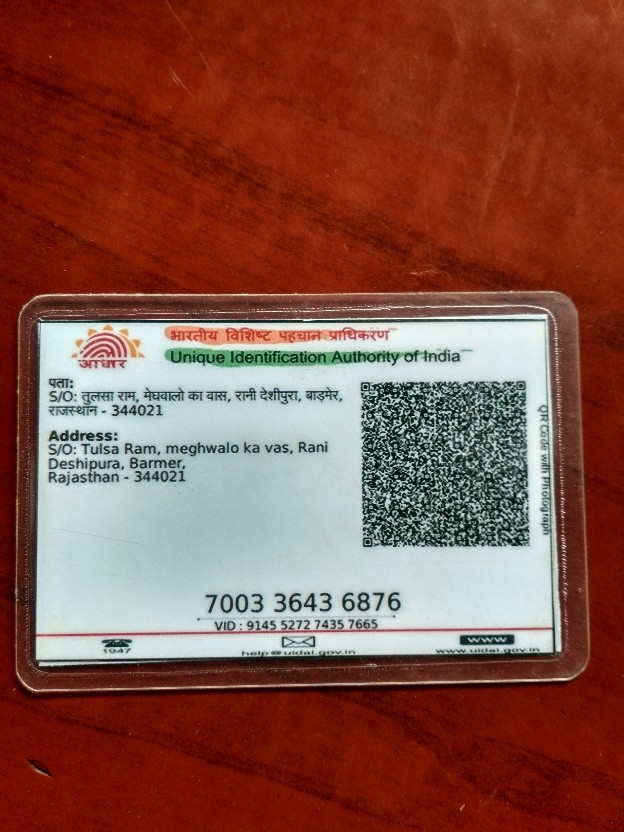 भारतीय विशिष्ट पहचान प्राधिकरण
Unique Identification Authority of India
आधार
पता:
S/O: तुलसा राम, मेघवालो का वास, रानी देशीपुरा, बाड़मेर,
राजस्थान - 344021
Address:
S/O: Tulsa Ram, meghwalo ka vas, Rani
Deshipura, Barmer,
Rajasthan - 344021
QR Code with Photograph
7003 3643 6876
VID : 9145 5272 7435 7665
1947
help@uidai.gov.in
www
www.uidai.gov.in